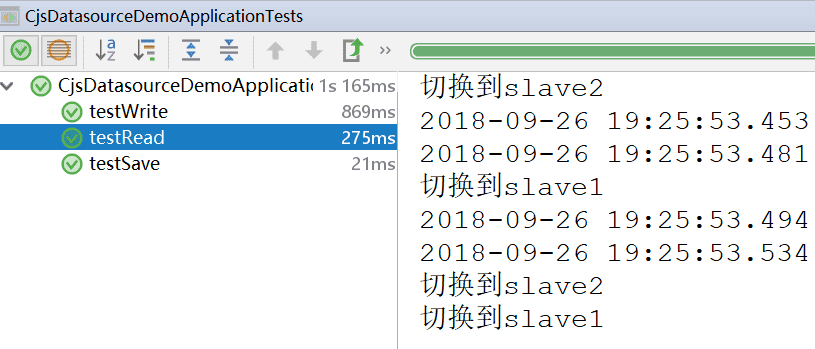 CjsDatasourceDemoApplicationTests
CjsDatasourceDemoApplicati 1s 165ms
testWrite 869ms
testRead 275ms
testSave 21ms
切换到slave2
2018-09-26 19:25:53.453
2018-09-26 19:25:53.481
切换到slave1
2018-09-26 19:25:53.494
2018-09-26 19:25:53.534
切换到slave2
切换到slave1